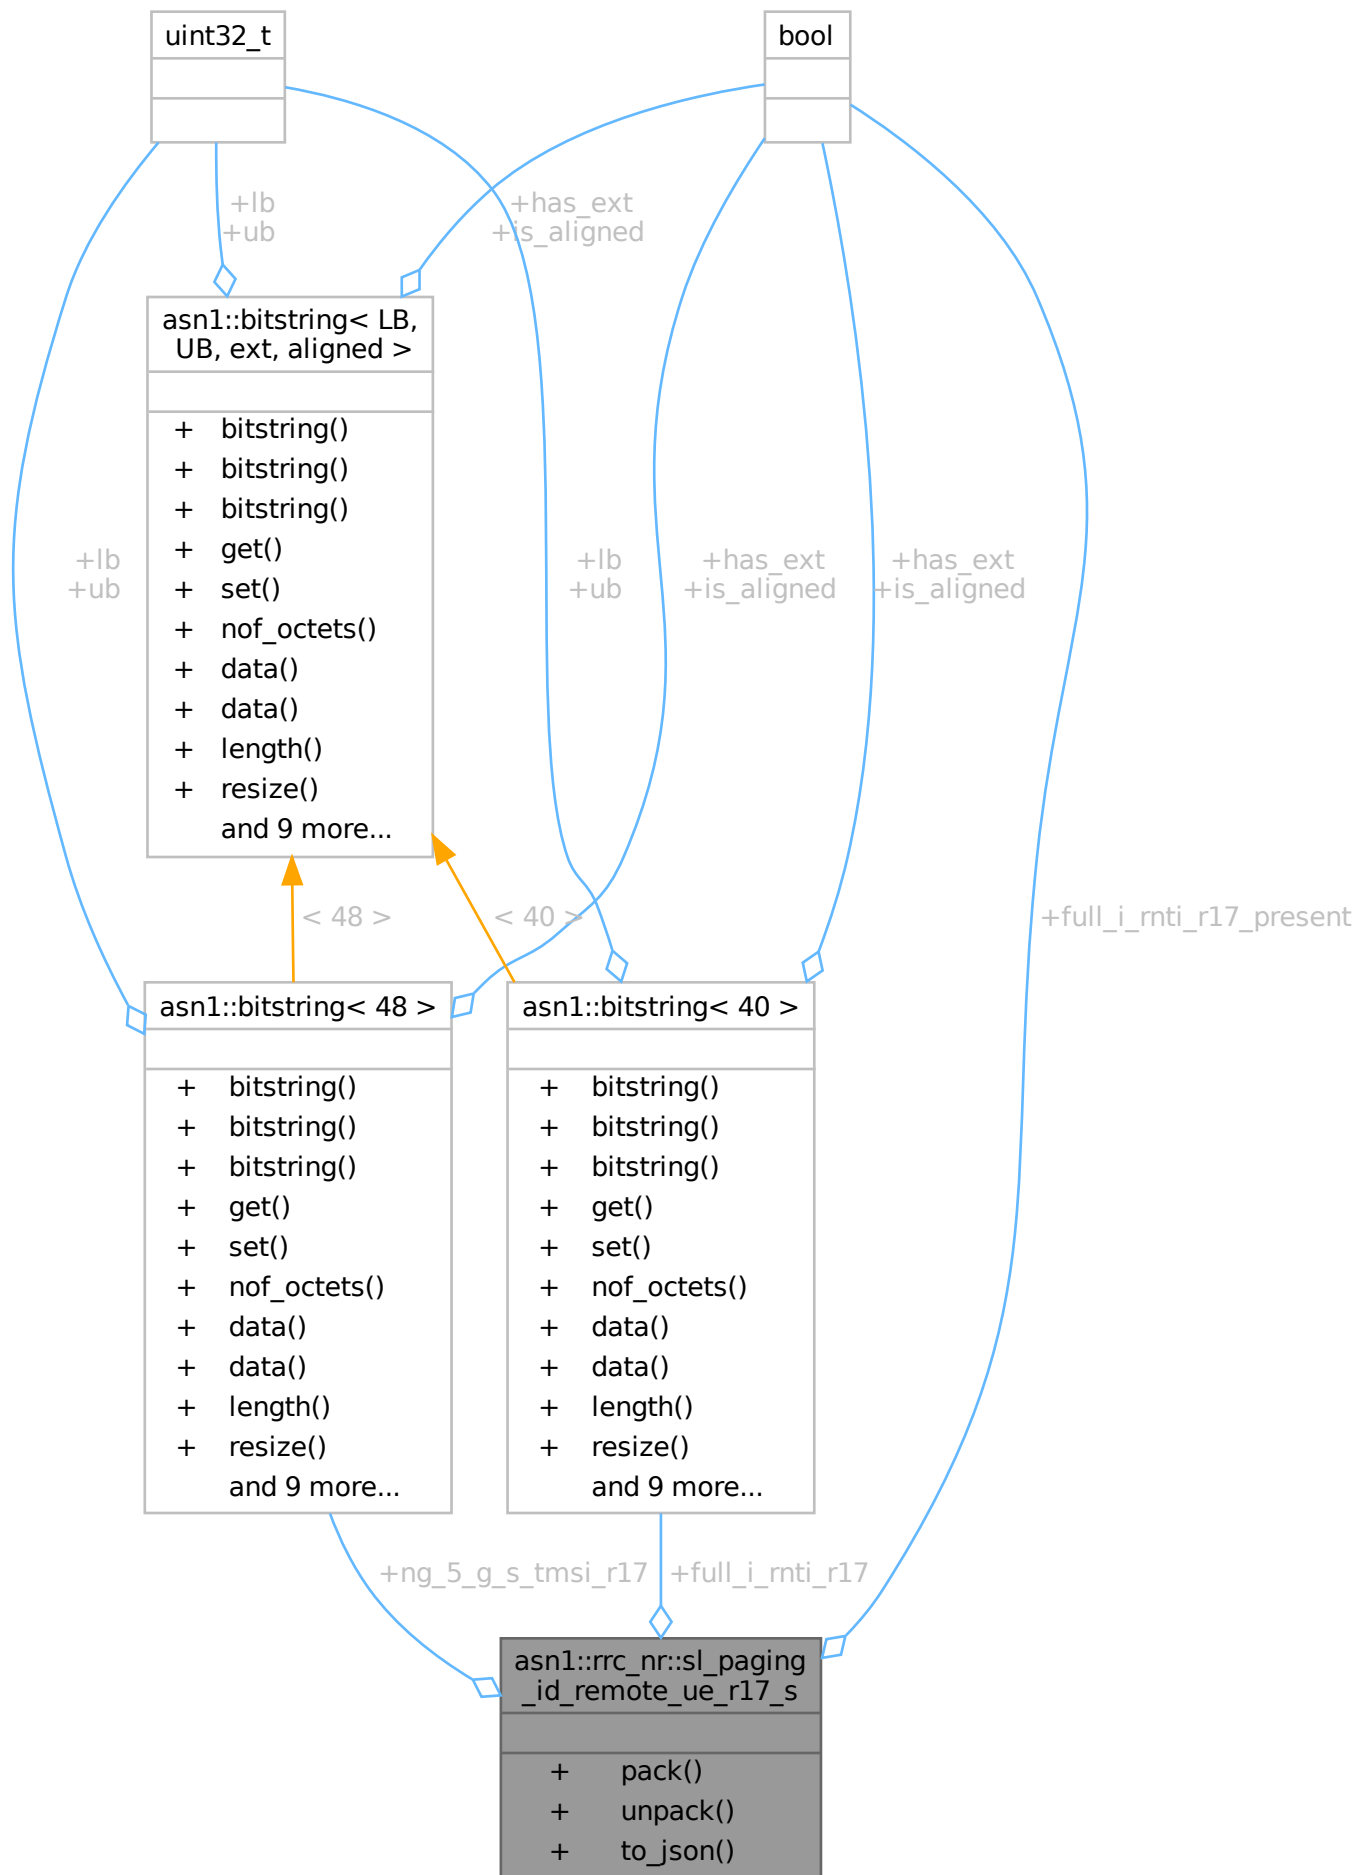 uint32_t
bool
+lb
+ub
+has_ext
+is_aligned
asn1::bitstring< LB,
UB, ext, aligned >
+ bitstring()
+ bitstring()
+ bitstring()
+ get()
+ set()
+ nof_octets()
+ data()
+ data()
+ length()
+ resize()
and 9 more...
+lb
+ub
+lb
+ub
+has_ext
+is_aligned
+has_ext
+is_aligned
< 48 >
< 40 >
+full_i_rnti_r17_present
asn1::bitstring< 48 >
+ bitstring()
+ bitstring()
+ bitstring()
+ get()
+ set()
+ nof_octets()
+ data()
+ data()
+ length()
+ resize()
and 9 more...
asn1::bitstring< 40 >
+ bitstring()
+ bitstring()
+ bitstring()
+ get()
+ set()
+ nof_octets()
+ data()
+ data()
+ length()
+ resize()
and 9 more...
+ng_5_g_s_tmsi_r17
+full_i_rnti_r17
asn1::rrc_nr::sl_paging
_id_remote_ue_r17_s
+ pack()
+ unpack()
+ to_json()